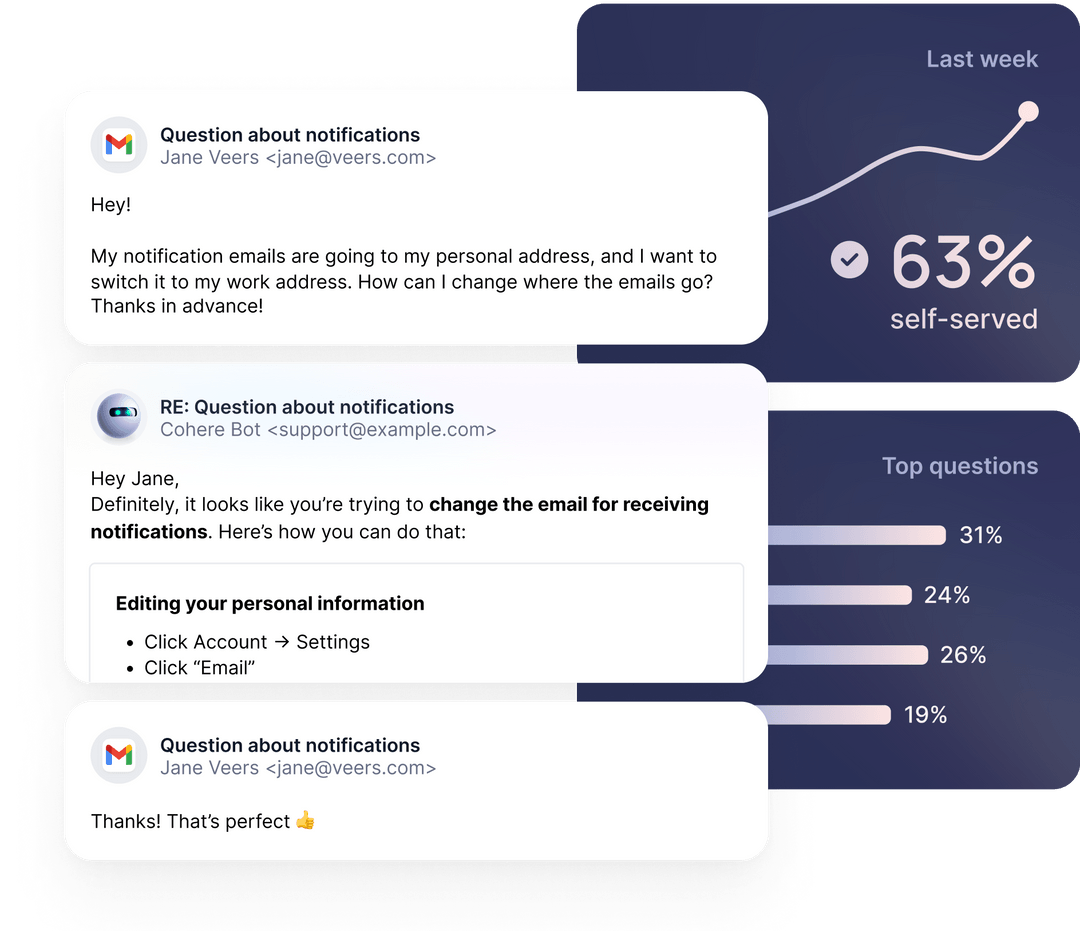 Last week
63%
self-served
Question about notifications
Jane Veers <jane@veers.com>
Hey!
My notification emails are going to my personal address, and I want to
switch it to my work address. How can I change where the emails go?
Thanks in advance!
RE: Question about notifications
Cohere Bot <support@example.com>
Hey Jane,
Definitely, it looks like you’re trying to change the email for receiving
notifications. Here’s how you can do that:
Editing your personal information
• Click Account → Settings
• Click “Email”
Question about notifications
Jane Veers <jane@veers.com>
Thanks! That’s perfect 👍
Top questions
31%
24%
26%
19%